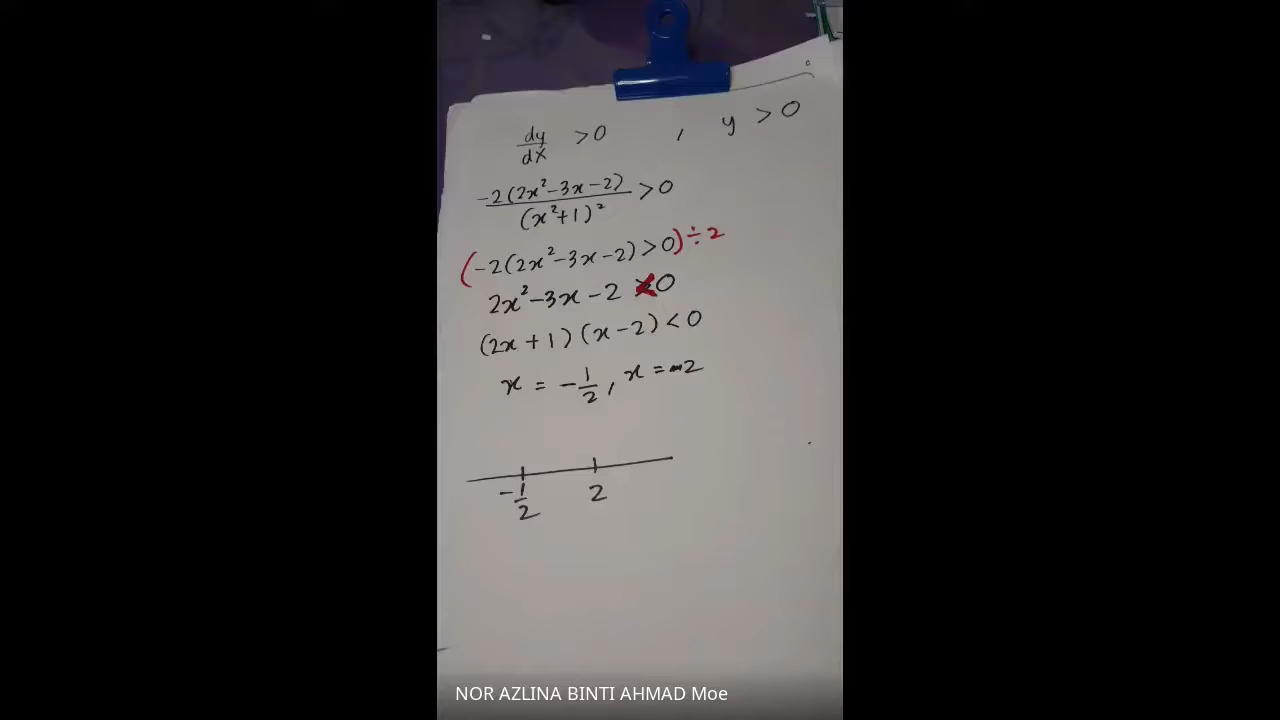 dy/dx > 0 , y > 0
-2(2x²-3x-2)/(x²+1)² > 0
(-2(2x²-3x-2) > 0) ÷ 2
2x²-3x-2 < 0
(2x+1)(x-2) < 0
x = -1/2, x = 2
-1/2 2
NOR AZLINA BINTI AHMAD Moe